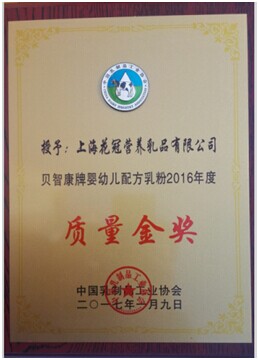 授予：上海花冠营养乳品有限公司
贝智康牌婴幼儿配方乳粉2016年度
质量金奖
中国乳制品工业协会
二〇一七年一月九日